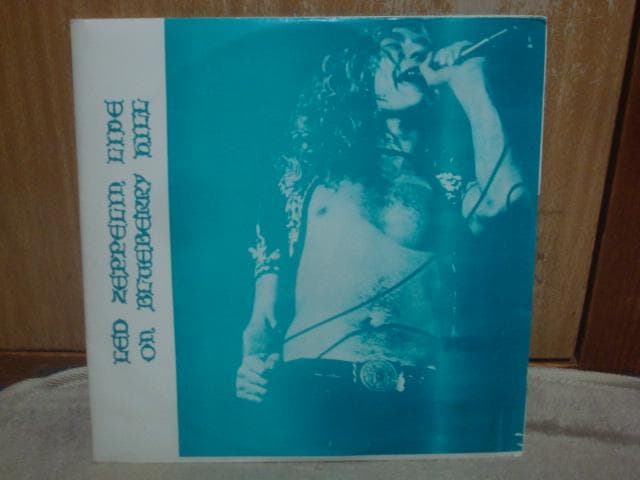 LED ZEPPELIN, LIVE
ON BLUEBERRY HILL